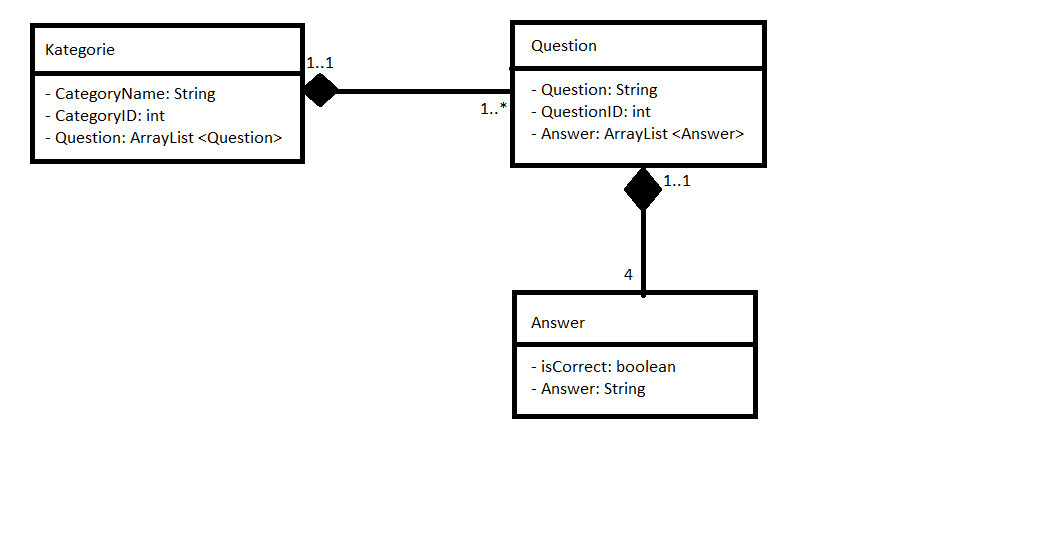 Kategorie
- CategoryName: String
- CategoryID: int
- Question: ArrayList <Question>
1..1
1..*
Question
- Question: String
- QuestionID: int
- Answer: ArrayList <Answer>
1..1
4
Answer
- isCorrect: boolean
- Answer: String